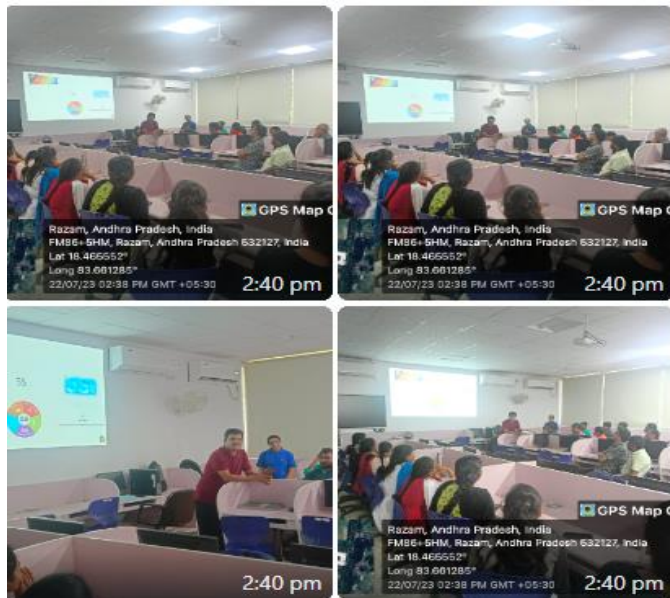 GPS Map C
Razam, Andhra Pradesh, India
FM86+5HM, Razam, Andhra Pradesh 532127, India
Lat 18.465552°
Long 83.661285°
22/07/23 02:38 PM GMT +05:30
2:40 pm
GPS Map C
Razam, Andhra Pradesh, India
FM86+5HM, Razam, Andhra Pradesh 532127, India
Lat 18.465552°
Long 83.661285°
22/07/23 02:38 PM GMT +05:30
2:40 pm
5S
2:40 pm
GPS Map C
Razam, Andhra Pradesh, India
FM86+5HM, Razam, Andhra Pradesh 532127, India
Lat 18.465552°
Long 83.661285°
22/07/23 02:38 PM GMT +05:30
2:40 pm